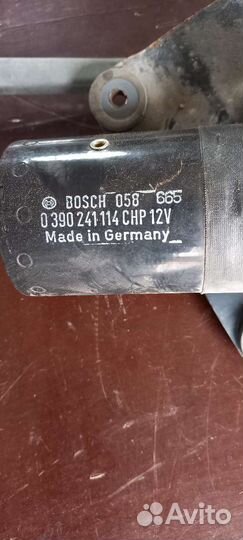 BOSCH 058 665
0 390 241 114 CHP 12V
Made in Germany
Avito